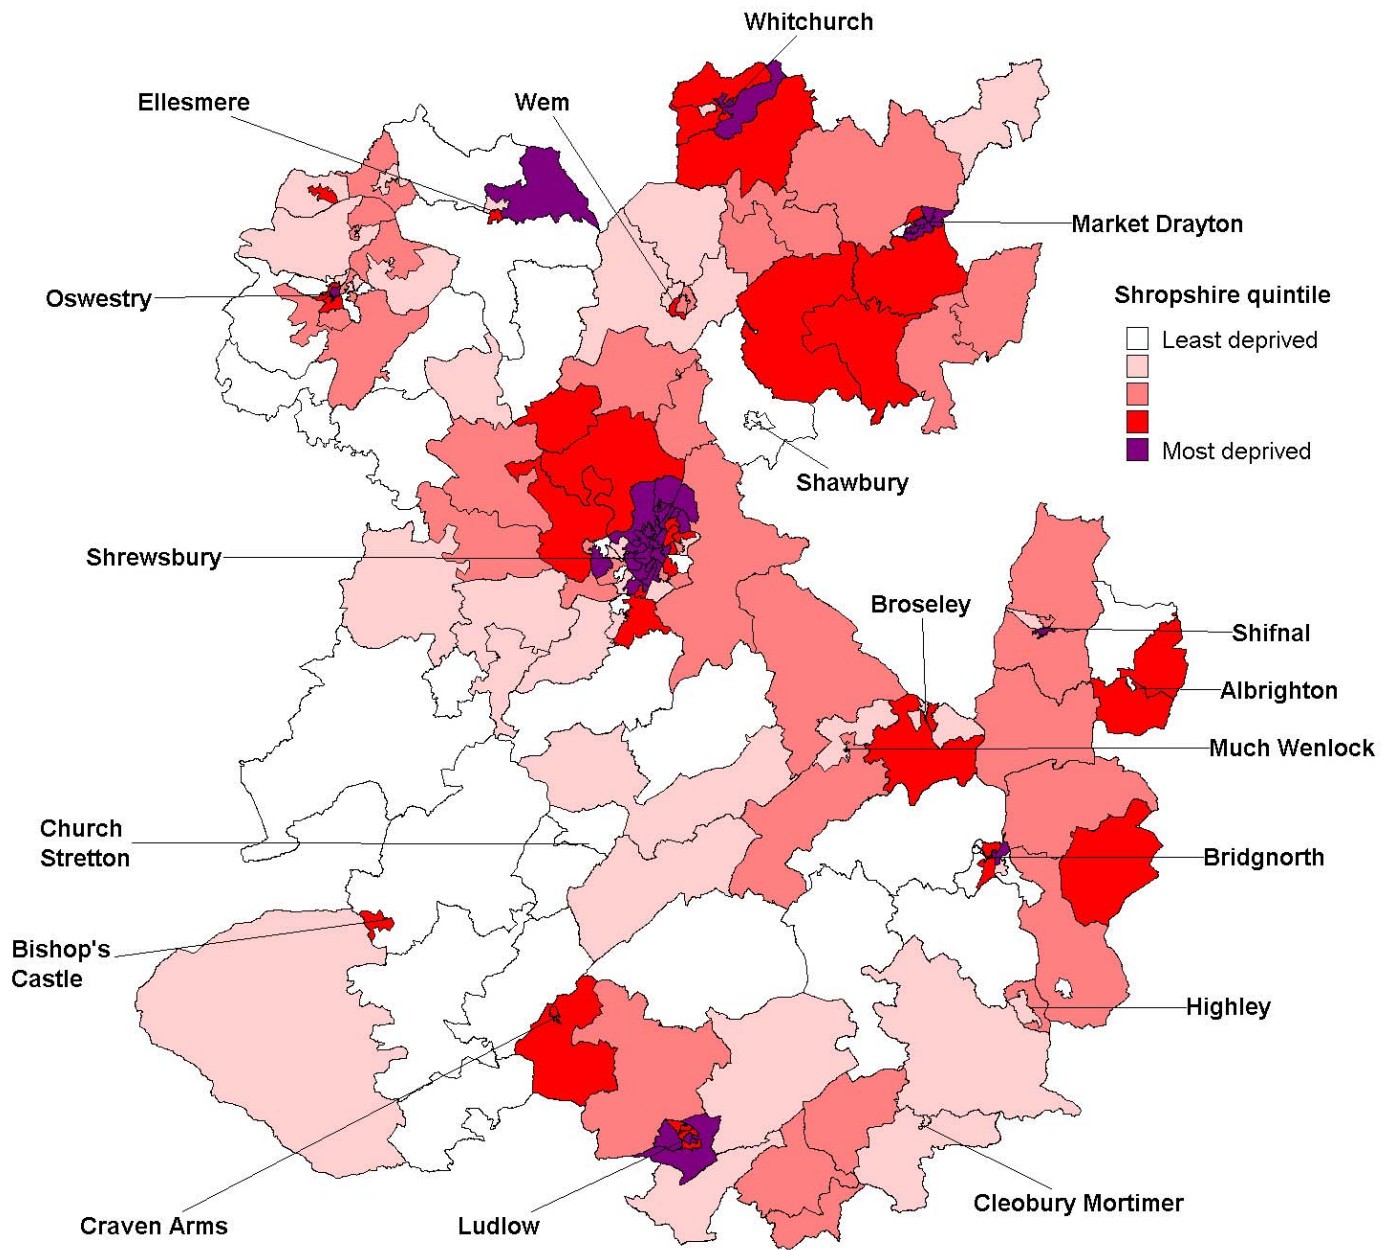 Whitchurch
Ellesmere
Wem
Market Drayton
Oswestry
Shropshire quintile
Least deprived
Most deprived
Shawbury
Shrewsbury
Broseley
Shifnal
Albrighton
Much Wenlock
Church
Stretton
Bridgnorth
Bishop's
Castle
Highley
Cleobury Mortimer
Craven Arms
Ludlow